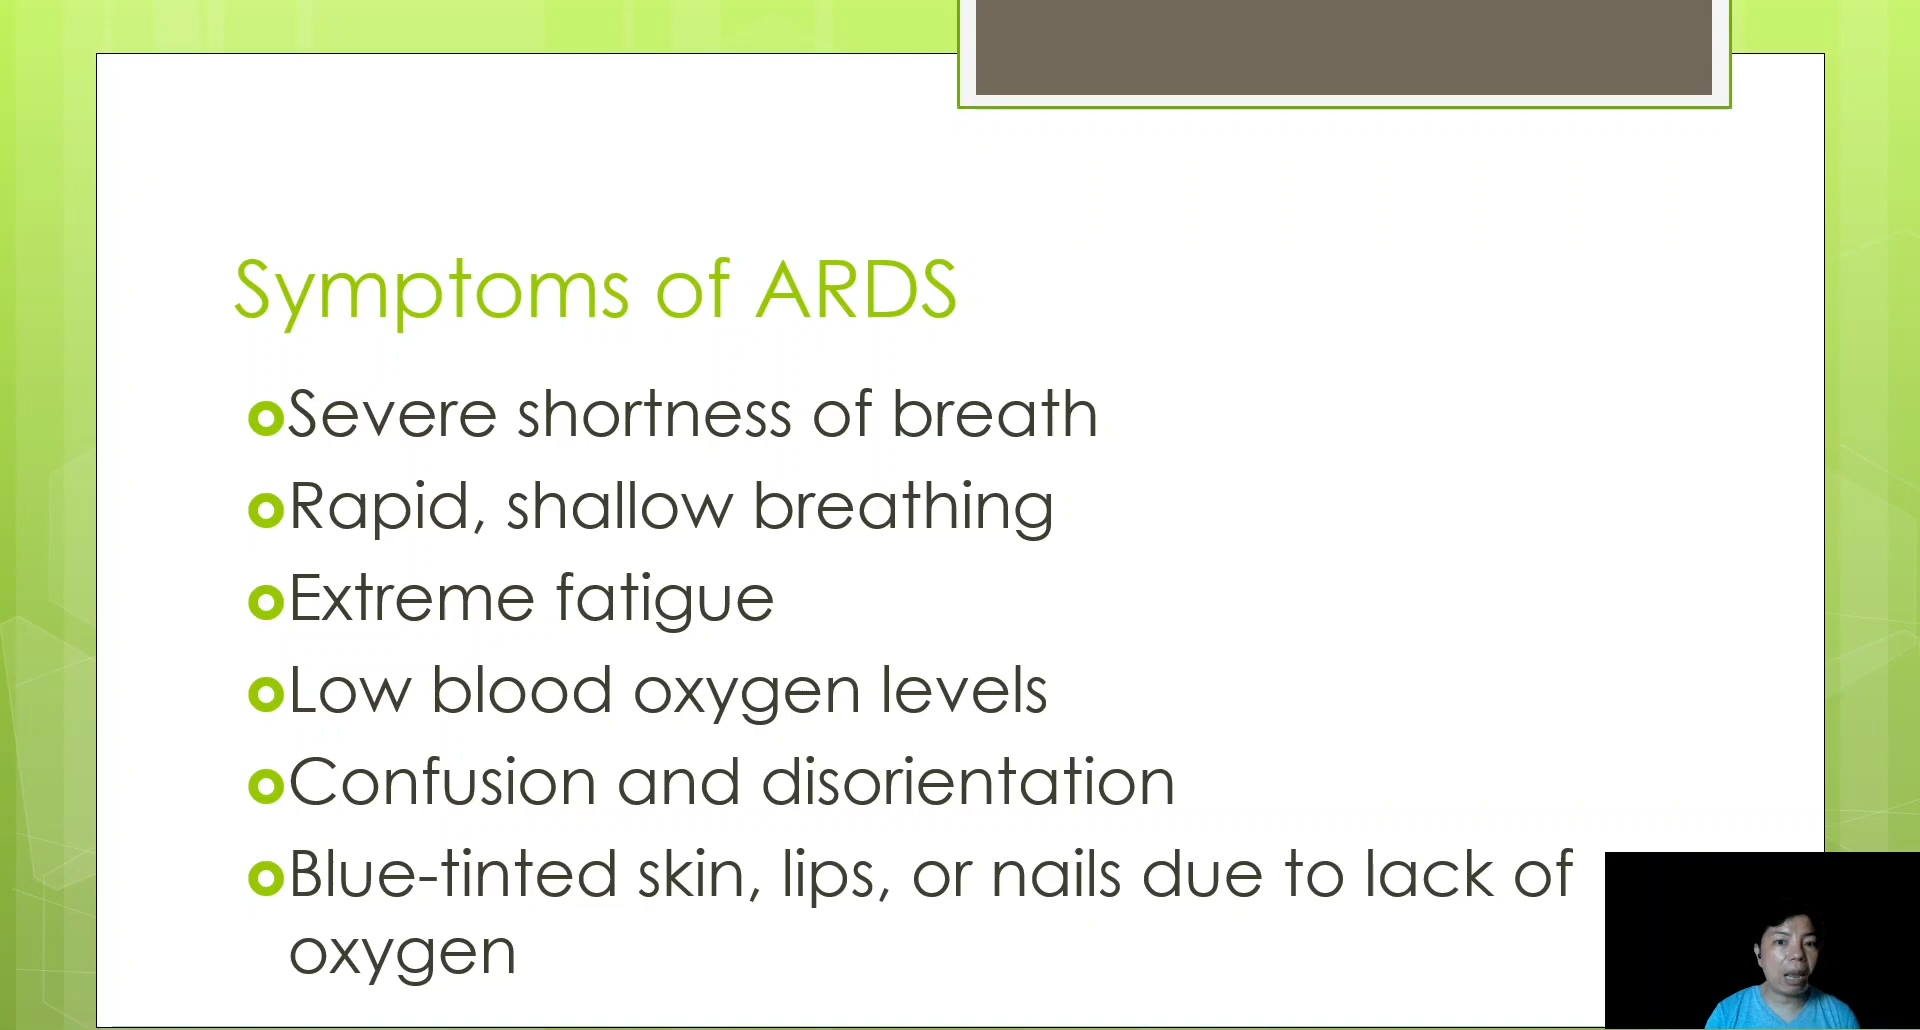 Symptoms of ARDS
Severe shortness of breath
Rapid, shallow breathing
Extreme fatigue
Low blood oxygen levels
Confusion and disorientation
Blue-tinted skin, lips, or nails due to lack of
oxygen